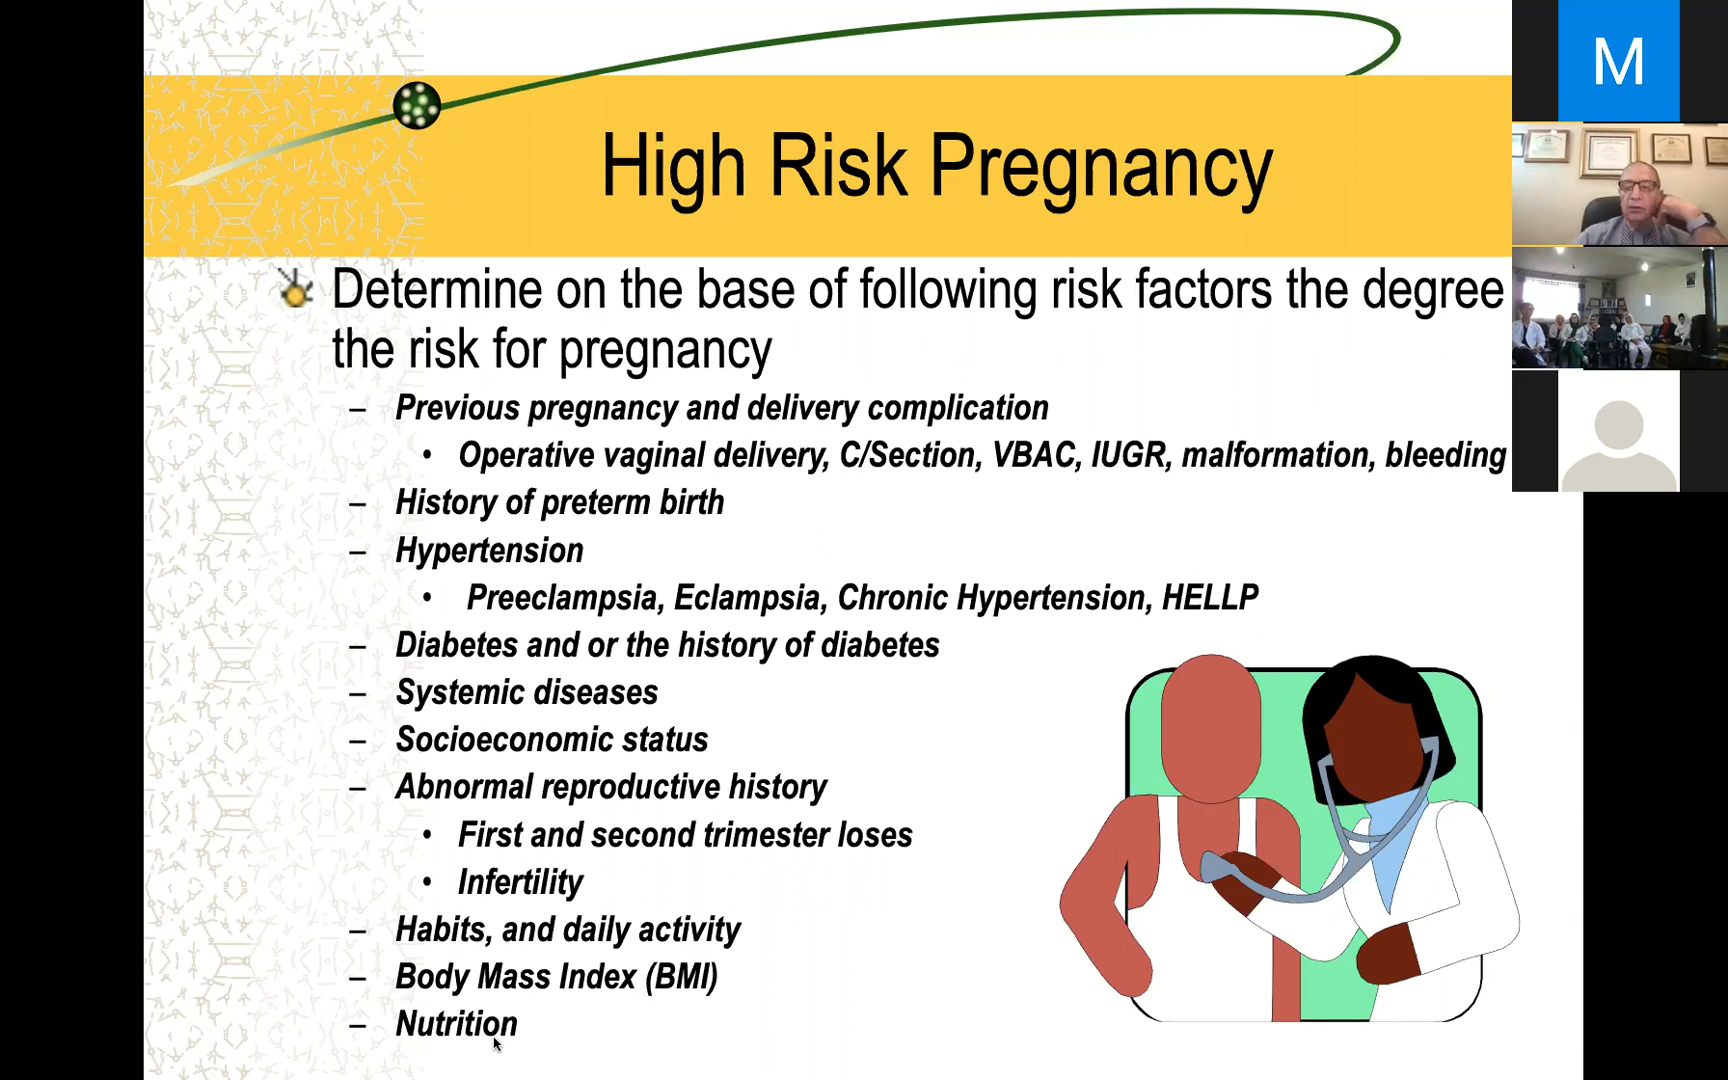 High Risk Pregnancy
Determine on the base of following risk factors the degree
the risk for pregnancy
– Previous pregnancy and delivery complication
• Operative vaginal delivery, C/Section, VBAC, IUGR, malformation, bleeding
– History of preterm birth
– Hypertension
• Preeclampsia, Eclampsia, Chronic Hypertension, HELLP
– Diabetes and or the history of diabetes
– Systemic diseases
– Socioeconomic status
– Abnormal reproductive history
• First and second trimester loses
• Infertility
– Habits, and daily activity
– Body Mass Index (BMI)
– Nutrition
M